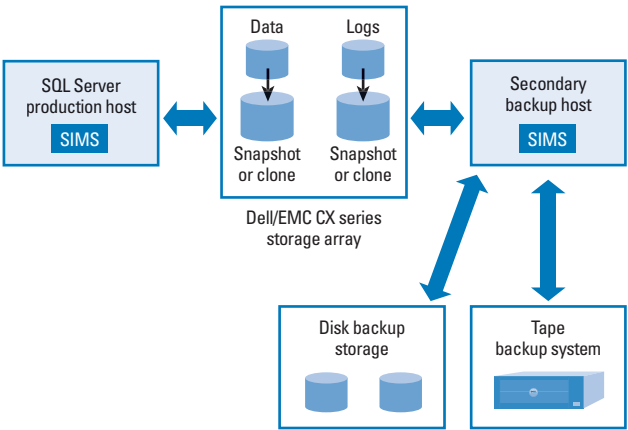 Data
Logs
SQL Server
production host
SIMS
Snapshot
or clone
Snapshot
or clone
Secondary
backup host
SIMS
Dell/EMC CX series
storage array
Disk backup
storage
Tape
backup system